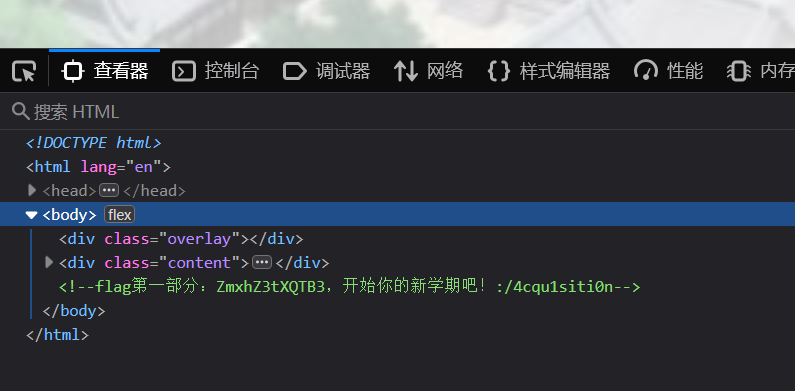 查看器 控制台 调试器 网络 样式编辑器 性能 内存
搜索 HTML
<!DOCTYPE html>
<html lang="en">
<head>···</head>
<body> flex
<div class="overlay"></div>
<div class="content">···</div>
<!--flag第一部分：ZmxhZ3tXQTB3，开始你的新学期吧！:/4cqu1siti0n-->
</body>
</html>